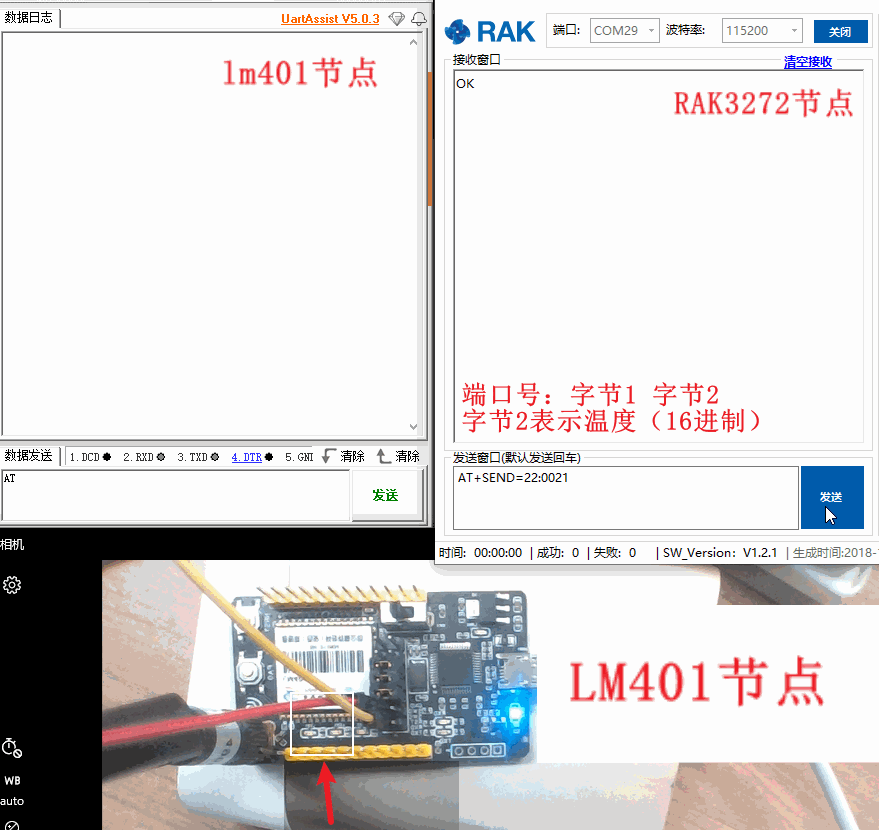 数据日志
UartAssist V5.0.3
lm401节点
数据发送
1.DCD
2.RXD
3.TXD
4.DTR
5.GNI
清除
清除
AT
发送
RAK
端口:
COM29
波特率:
115200
关闭
接收窗口
清空接收
OK
RAK3272节点
端口号：字节1 字节2
字节2表示温度（16进制）
发送窗口(默认发送回车)
AT+SEND=22:0021
发送
时间: 00:00:00 | 成功: 0 | 失败: 0 | SW_Version: V1.2.1 | 生成时间:2018-
相机
WB
auto
LM401节点